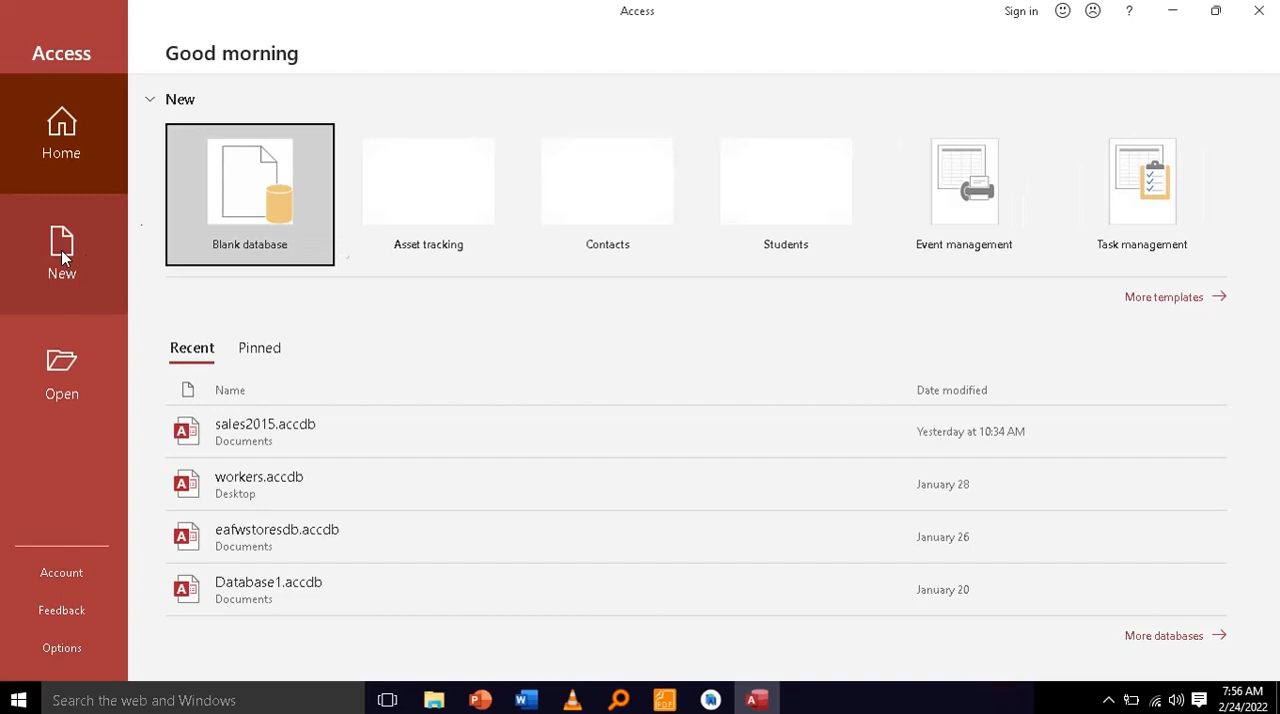 Access
Sign in
?
Access
Good morning
New
Home
Blank database
Asset tracking
Contacts
Students
Event management
Task management
New
More templates
Recent
Pinned
Open
Name
Date modified
sales2015.accdb
Documents
Yesterday at 10:34 AM
workers.accdb
Desktop
January 28
eafwstoresdb.accdb
Documents
January 26
Database1.accdb
Documents
January 20
Account
Feedback
Options
More databases
Search the web and Windows
P
W
PDF
A
7:56 AM
2/24/2022